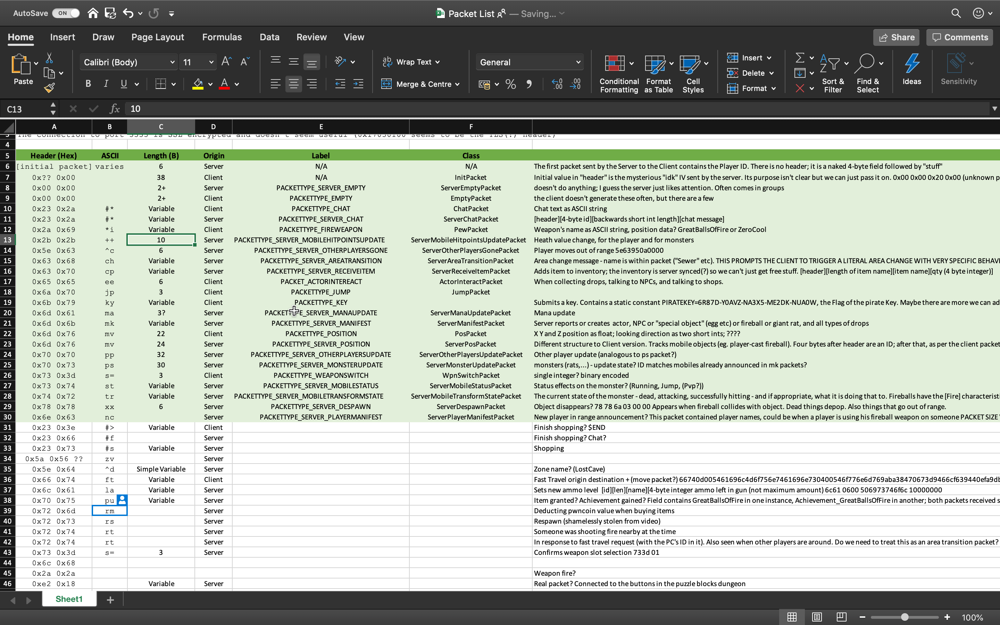 AutoSave ON Packet List — Saving...
Home Insert Draw Page Layout Formulas Data Review View Share Comments
Paste Calibri (Body) 11 Wrap Text General Conditional Formatting Format as Table Cell Styles Insert Sort & Filter Find & Select Ideas Sensitivity
B I U Merge & Centre % Delete
Format
C13 fx 10
A B C D E F
3 The connection to port 3333 is SSL encrypted and doesn't seem useful (0x17030100 seems to be the TLS(?) header)
4
5 Header (Hex) ASCII Length (B) Origin Label Class
6 [initial packet] varies 6 Server N/A N/A The first packet sent by the Server to the Client contains the Player ID. There is no header; it is a naked 4-byte field followed by "stuff"
7 0x?? 0x00 38 Client N/A InitPacket Initial value in "header" is the mysterious "idk" IV sent by the server. Its purpose isn't clear but we can just pass it on. 0x00 0x00 0x20 0x00 (unknown p
8 0x00 0x00 2+ Server PACKETTYPE_SERVER_EMPTY ServerEmptyPacket doesn't do anything; I guess the server just likes attention. Often comes in groups
9 0x00 0x00 2+ Client PACKETTYPE_EMPTY EmptyPacket the client doesn't generate these often, but there are a few
10 0x23 0x2a #* Variable Client PACKETTYPE_CHAT ChatPacket Chat text as ASCII string
11 0x23 0x2a #* Variable Server PACKETTYPE_SERVER_CHAT ServerChatPacket [header][4-byte id][backwards short int length][chat message]
12 0x2a 0x69 *i Variable Client PACKETTYPE_FIREWEAPON PewPacket Weapon's name as ASCII string, position data? GreatBallsOfFire or ZeroCool
13 0x2b 0x2b ++ 10 Server PACKETTYPE_SERVER_MOBILEHITPOINTSUPDATE ServerMobileHitpointsUpdatePacket Heath value change, for the player and for monsters
14 0x5e 0x63 ^c 6 Server PACKETTYPE_SERVER_OTHERPLAYERSGONE ServerOtherPlayersGonePacket Player moves out of range 5e63950a0000
15 0x63 0x68 ch Variable Server PACKETTYPE_SERVER_AREATRANSITION ServerAreaTransitionPacket Area change message - name is within packet ("Sewer" etc). THIS PROMPTS THE CLIENT TO TRIGGER A LITERAL AREA CHANGE WITH VERY SPECIFIC BEHAV
16 0x63 0x70 cp Variable Server PACKETTYPE_SERVER_RECEIVEITEM ServerReceiveItemPacket Adds item to inventory; the inventory is server synced(?) so we can't just get free stuff. [header][length of item name][item name][qty (4 byte integer)]
17 0x65 0x65 ee 6 Client PACKET_ACTORINTEREACT ActorInteractPacket When collecting drops, talking to NPCs, and talking to shops.
18 0x6a 0x70 jp 3 Client PACKETTYPE_JUMP JumpPacket
19 0x6b 0x79 ky Variable Client PACKETTYPE_KEY Submits a key. Contains a static constant PIRATEKEY=6R87D-Y0AVZ-NA3X5-ME2DK-NUA0W, the Flag of the pirate Key. Maybe there are more we can ad
20 0x6d 0x61 ma 3? Server PACKETTYPE_SERVER_MANAUPDATE ServerManaUpdatePacket Mana update
21 0x6d 0x6b mk Variable Server PACKETTYPE_SERVER_MANIFEST ServerManifestPacket Server reports or creates actor, NPC or "special object" (egg etc) or fireball or giant rat, and all types of drops
22 0x6d 0x76 mv 22 Client PACKETTYPE_POSITION PosPacket X Y and Z position as float; looking direction as two short ints; ????
23 0x6d 0x76 mv 24 Server PACKETTYPE_SERVER_POSITION ServerPosPacket Different structure to Client version. Tracks mobile objects (eg. player-cast fireball). Four bytes after header are an ID; after that, as per the client packet
24 0x70 0x70 pp 32 Server PACKETTYPE_SERVER_OTHERPLAYERSUPDATE ServerOtherPlayersUpdatePacket Other player update (analogous to ps packet?)
25 0x70 0x73 ps 30 Server PACKETTYPE_SERVER_MONSTERUPDATE ServerMonsterUpdatePacket monsters (rats,...) - update state? ID matches mobiles already announced in mk packets?
26 0x73 0x3d s= 3 Client PACKETTYPE_WEAPONSWITCH WpnSwitchPacket single integer? binary encoded
27 0x73 0x74 st Variable Server PACKETTYPE_SERVER_MOBILESTATUS ServerMobileStatusPacket Status effects on the monster? (Running, Jump, (Pvp?))
28 0x74 0x72 tr Variable Server PACKETTYPE_SERVER_MOBILETRANSFORMSTATE ServerMobileTransformStatePacket The current state of the monster - dead, attacking, successfully hitting - and if appropriate, what it is doing that to. Fireballs have the [Fire] characteristi
29 0x78 0x78 xx 6 Server PACKETTYPE_SERVER_DESPAWN ServerDespawnPacket Object disappears? 78 78 6a 03 00 00 Appears when fireball collides with object. Dead things depop. Also things that go out of range.
30 0x6e 0x63 nc Server PACKETTYPE_SERVER_PLAYERMANIFEST ServerPlayerManifestPacket New player in range announcement? This packet contained player names, could be when a player is using his fireball weapon on someone PACKET SIZE
31 0x23 0x3e #> Variable Client Finish shopping? $END
32 0x23 0x66 #f Server Finish shopping? Chat?
33 0x23 0x73 #s Variable Server Shopping
34 0x5a 0x56 ?? zv Server
35 0x5e 0x64 ^d Simple Variable Server Zone name? (LostCave)
36 0x66 0x74 ft Variable Client Fast Travel origin destination + (move packet?) 66740d005461696c4d6f756e7461696e730400546f776e6d769aba38470673d9466cf639440efa9db
37 0x6c 0x61 la Variable Server Sets new ammo level [id][len][name][4-byte integer ammo left in gun (not maximum amount) 6c61 0600 506973746f6c 10000000
38 0x70 0x75 pu Variable Server Item granted? Achievement gained? Field contains GreatBallsOfFire in one instance, Achievement_GreatBallsOfFire in another; both packets received s
39 0x72 0x6d rm Server Deducting pwncoin value when buying items
40 0x72 0x73 rs Server Respawn (shamelessly stolen from video)
41 0x72 0x74 rt Server Someone was shooting fire nearby at the time
42 0x72 0x74 rt Server In response to fast travel request (with the PC's ID in it). Also seen when other players are around. Do we need to treat this as an area transition packet?
43 0x73 0x3d s= 3 Server Confirms weapon slot selection 733d 01
44 0x6c 0x68
45 0x2a 0x2a Weapon fire?
46 0xe2 0x18 Variable Server Real packet? Connected to the buttons in the puzzle blocks dungeon
Sheet1 +
100%